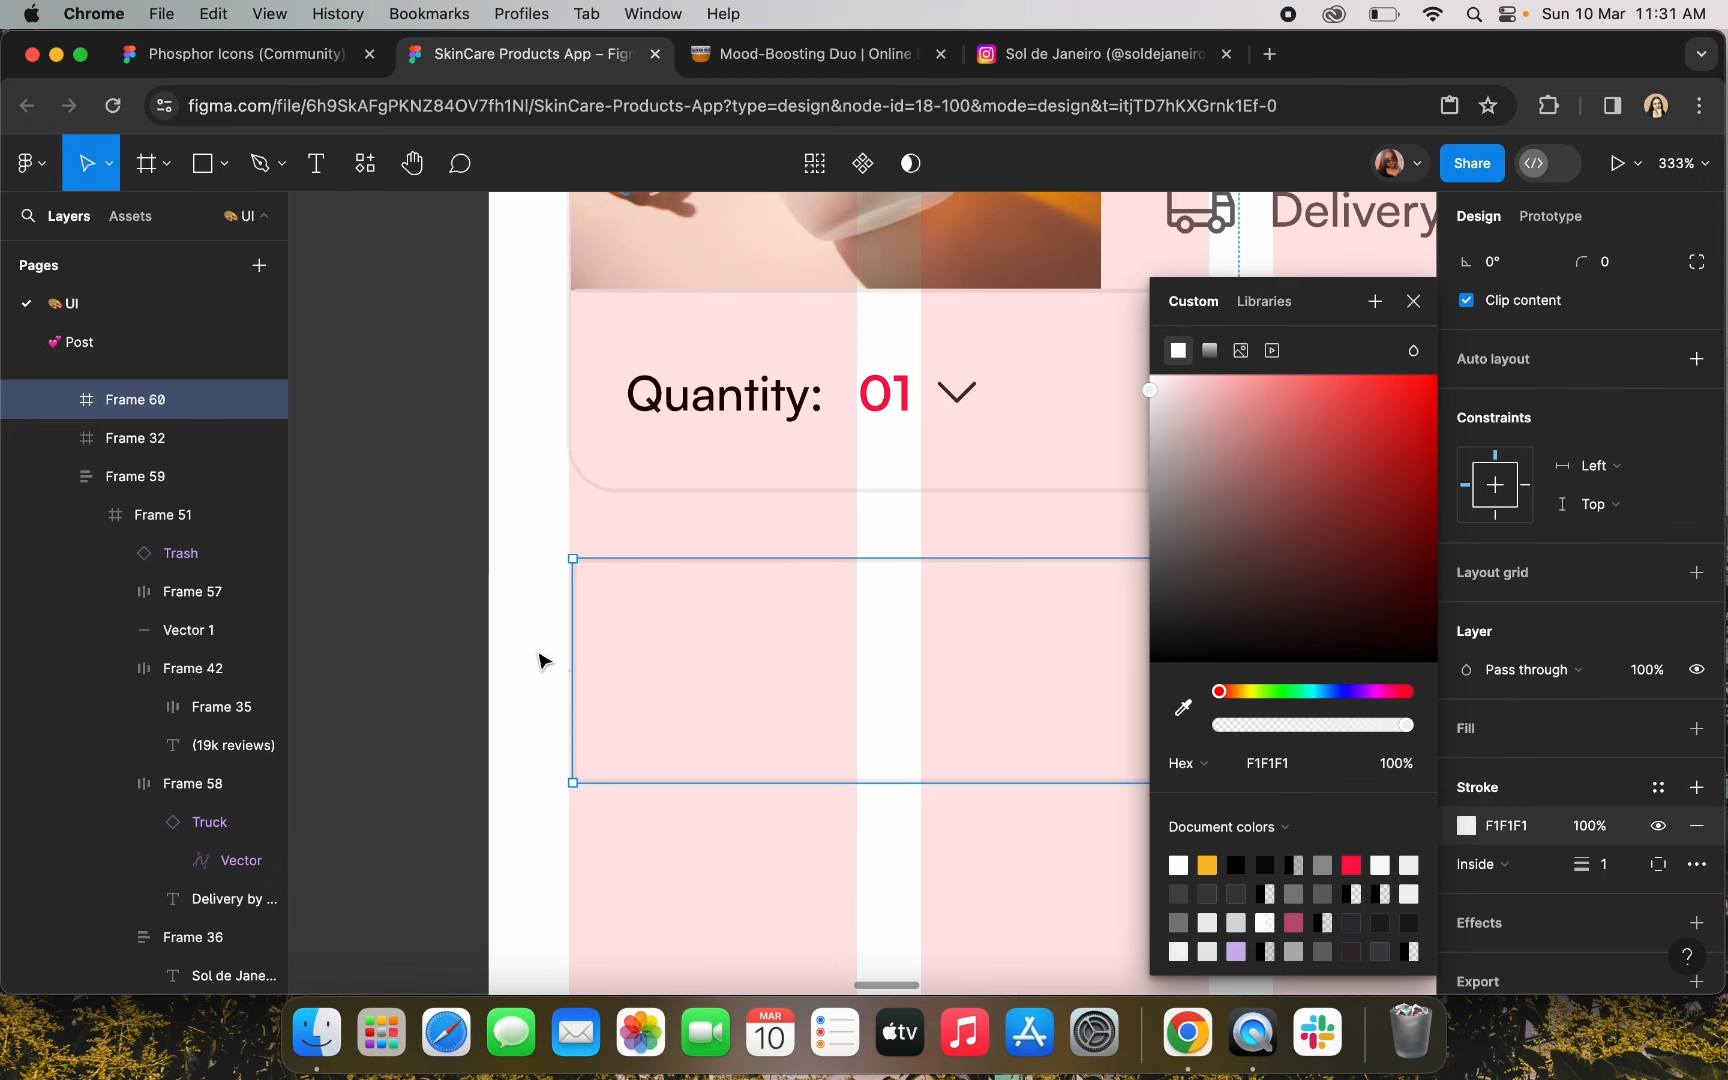 Chrome File Edit View History Bookmarks Profiles Tab Window Help Sun 10 Mar 11:31 AM
Phosphor Icons (Community) SkinCare Products App – Fig Mood-Boosting Duo | Online Sol de Janeiro (@soldejaneiro
figma.com/file/6h9SkAFgPKNZ84OV7fh1Nl/SkinCare-Products-App?type=design&node-id=18-100&mode=design&t=itjTD7hKXGrnk1Ef-0
Share 333%
Layers Assets UI
Pages
UI
Post
Frame 60
Frame 32
Frame 59
Frame 51
Trash
Frame 57
Vector 1
Frame 42
Frame 35
(19k reviews)
Frame 58
Truck
Vector
Delivery by ...
Frame 36
Sol de Jane...
Delivery
Quantity: 01
Custom Libraries
Hex F1F1F1 100%
Document colors
Design Prototype
0° 0
Clip content
Auto layout
Constraints
Left
Top
Layout grid
Layer
Pass through 100%
Fill
Stroke
F1F1F1 100%
Inside 1
Effects
?
Export
MAR
10
tv